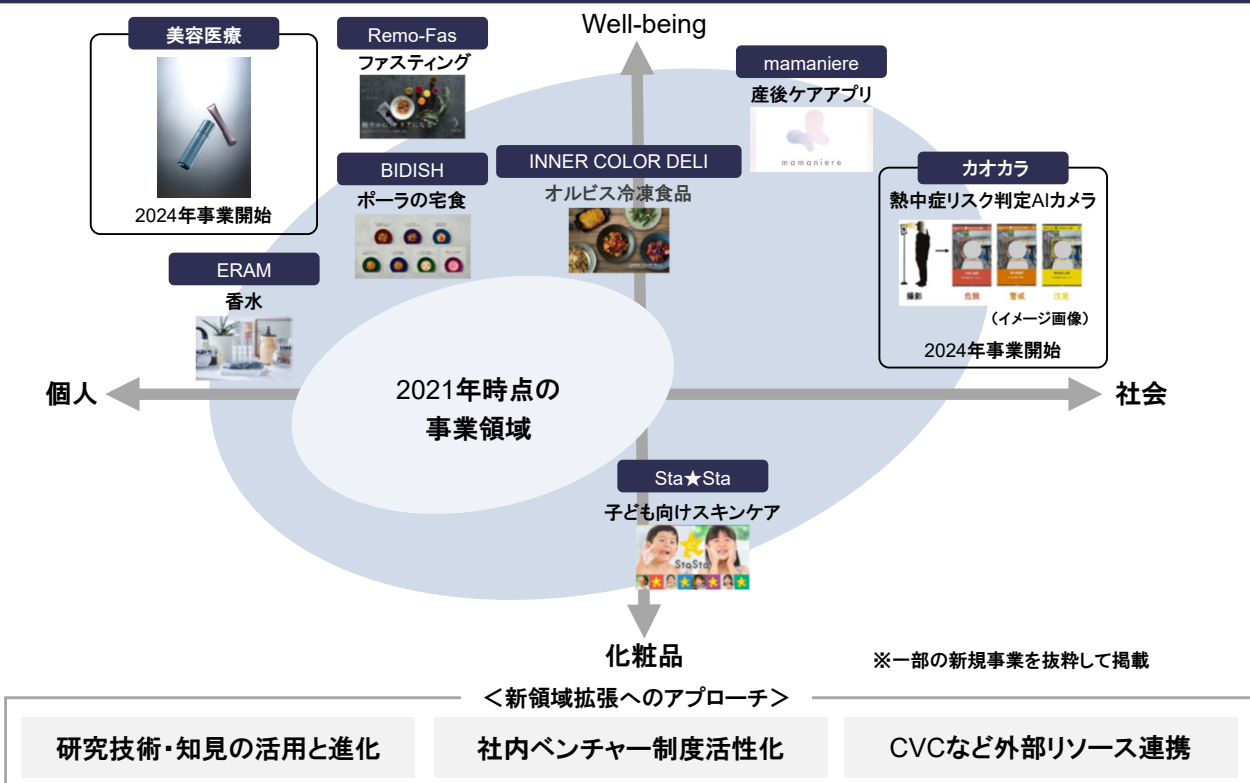 Well-being
美容医療
2024年事業開始
Remo-Fas
ファスティング
mamaniere
産後ケアアプリ
mamaniere
BIDISH
ポーラの宅食
INNER COLOR DELI
オルビス冷凍食品
カオカラ
熱中症リスク判定AIカメラ
撮影
危険
警戒
注意
(イメージ画像)
2024年事業開始
ERAM
香水
個人
2021年時点の
事業領域
社会
Sta★Sta
子ども向けスキンケア
StaSta
化粧品
※一部の新規事業を抜粋して掲載
＜新領域拡張へのアプローチ＞
研究技術・知見の活用と進化
社内ベンチャー制度活性化
CVCなど外部リソース連携